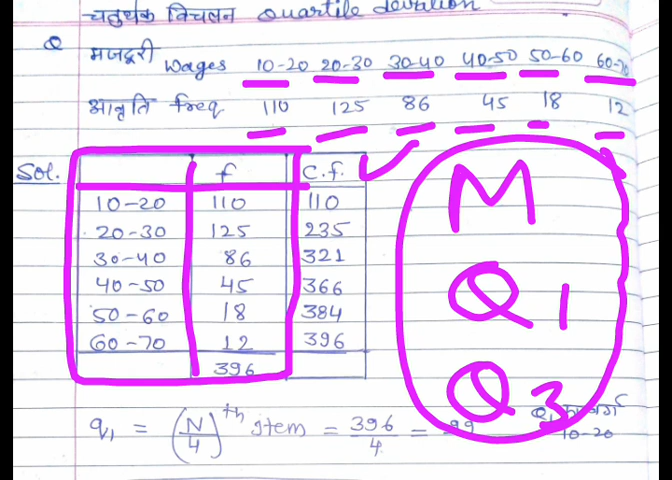 चतुर्थक विचलन Quartile deviation
Q मजदूरी Wages 10-20 20-30 30-40 40-50 50-60 60-70
आवृति freq 110 125 86 45 18 12
Sol. f C.f.
10-20 110 110
20-30 125 235
30-40 86 321
40-50 45 366
50-60 18 384
60-70 12 396
396
M
Q1
Q3
q1 = (N/4)th item = 396/4 = 99 Q1 का वर्ग
10-20